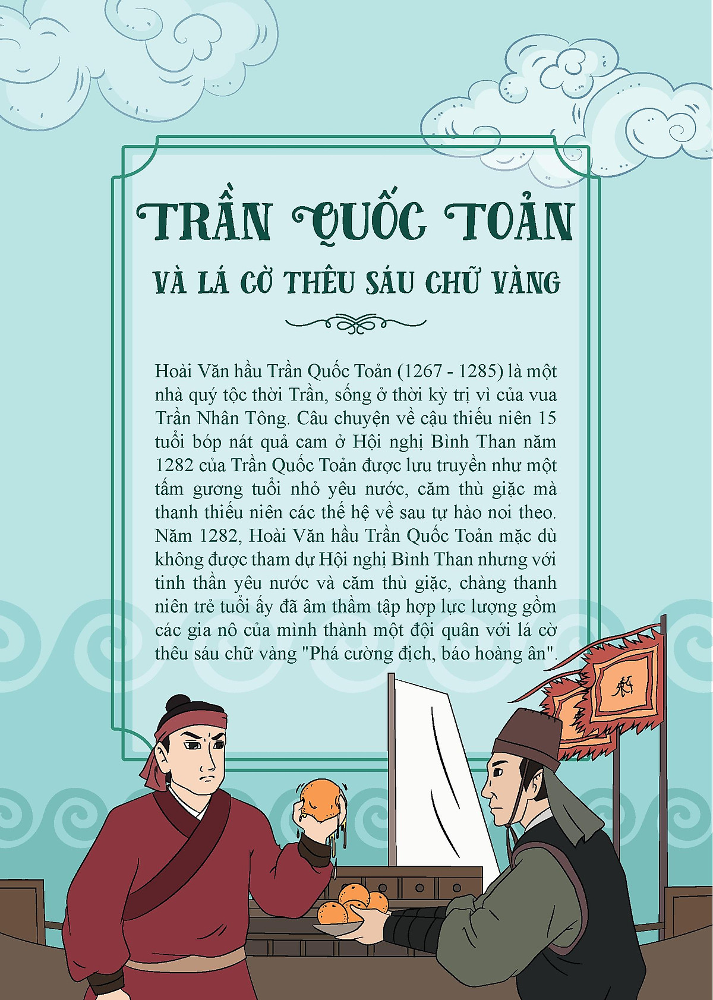 TRẦN QUỐC TOẢN
VÀ LÁ CỜ THÊU SÁU CHỮ VÀNG
Hoài Văn hầu Trần Quốc Toản (1267 - 1285) là một
nhà quý tộc thời Trần, sống ở thời kỳ trị vì của vua
Trần Nhân Tông. Câu chuyện về cậu thiếu niên 15
tuổi bóp nát quả cam ở Hội nghị Bình Than năm
1282 của Trần Quốc Toản được lưu truyền như một
tấm gương tuổi nhỏ yêu nước, căm thù giặc mà
thanh thiếu niên các thế hệ về sau tự hào noi theo.
Năm 1282, Hoài Văn hầu Trần Quốc Toản mặc dù
không được tham dự Hội nghị Bình Than nhưng với
tinh thần yêu nước và căm thù giặc, chàng thanh
niên trẻ tuổi ấy đã âm thầm tập hợp lực lượng gồm
các gia nô của mình thành một đội quân với lá cờ
thêu sáu chữ vàng "Phá cường địch, báo hoàng ân".